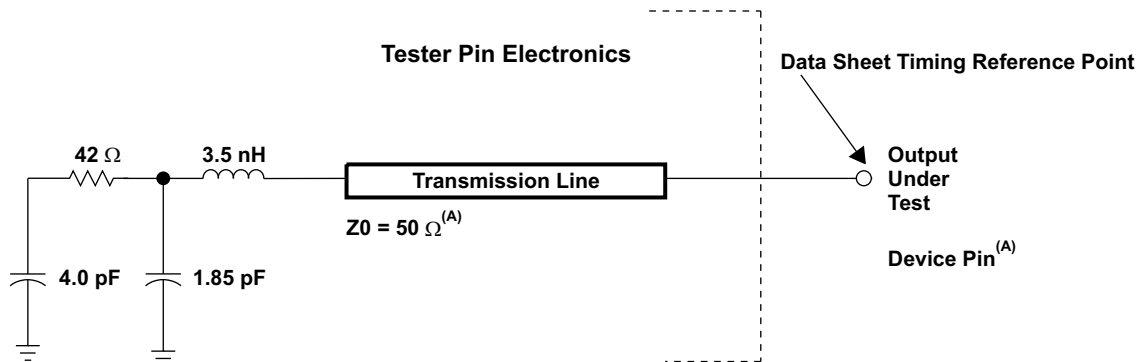 Tester Pin Electronics
Data Sheet Timing Reference Point
42 Ω
3.5 nH
Transmission Line
Output
Under
Test
Z0 = 50 Ω(A)
Device Pin(A)
4.0 pF
1.85 pF